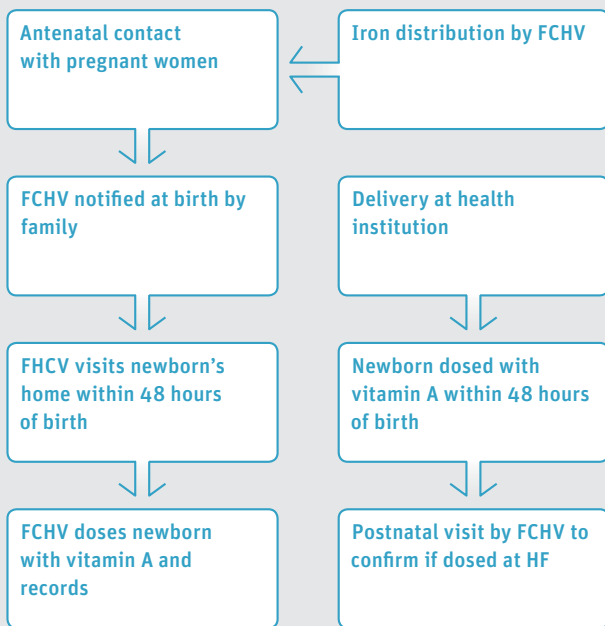 Antenatal contact
with pregnant women
Iron distribution by FCHV
FCHV notified at birth by
family
Delivery at health
institution
FHCV visits newborn's
home within 48 hours
of birth
Newborn dosed with
vitamin A within 48 hours
of birth
FCHV doses newborn
with vitamin A and
records
Postnatal visit by FCHV to
confirm if dosed at HF